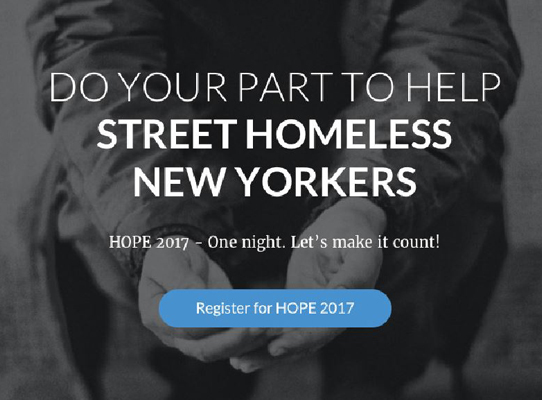 DO YOUR PART TO HELP
STREET HOMELESS
NEW YORKERS
HOPE 2017 - One night. Let's make it count!
Register for HOPE 2017